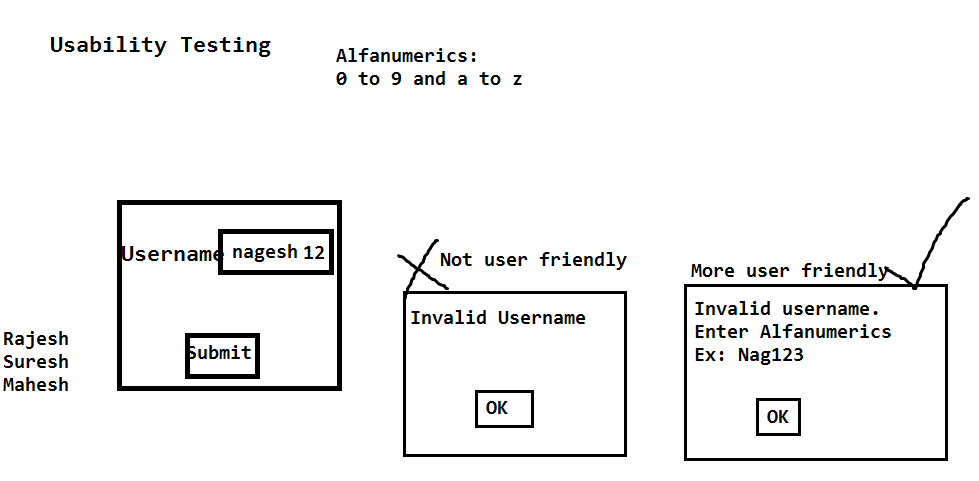 Usability Testing
Alfanumerics:
0 to 9 and a to z
Username nagesh 12
Submit
Rajesh
Suresh
Mahesh
Not user friendly
Invalid Username
OK
More user friendly
Invalid username.
Enter Alfanumerics
Ex: Nag123
OK